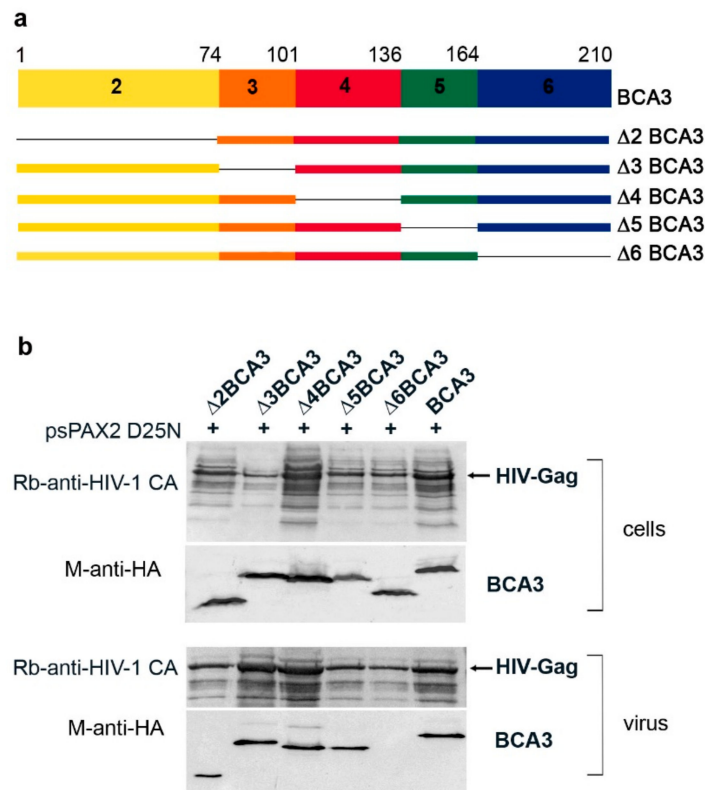 a
1 74 101 136 164 210
2 3 4 5 6 BCA3
Δ2 BCA3
Δ3 BCA3
Δ4 BCA3
Δ5 BCA3
Δ6 BCA3
b
Δ2BCA3 Δ3BCA3 Δ4BCA3 Δ5BCA3 Δ6BCA3 BCA3
psPAX2 D25N + + + + + +
Rb-anti-HIV-1 CA HIV-Gag
cells
M-anti-HA BCA3
Rb-anti-HIV-1 CA HIV-Gag
virus
M-anti-HA BCA3